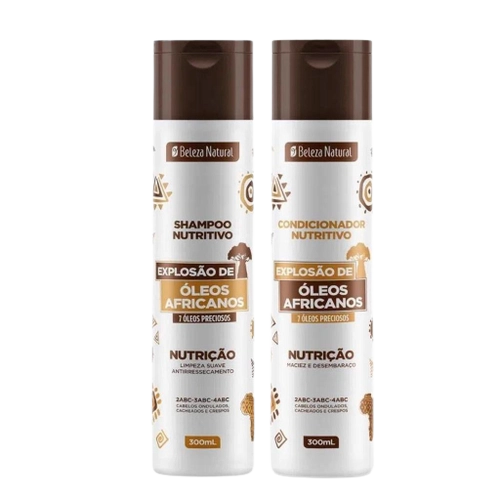 Beleza Natural
SHAMPOO
NUTRITIVO
EXPLOSÃO DE
ÓLEOS
AFRICANOS
7 ÓLEOS PRECIOSOS
NUTRIÇÃO
LIMPEZA SUAVE
ANTIRRESSECAMENTO
2ABC-3ABC-4ABC
CABELOS ONDULADOS,
CACHEADOS E CRESPOS
300mL
Beleza Natural
CONDICIONADOR
NUTRITIVO
EXPLOSÃO DE
ÓLEOS
AFRICANOS
7 ÓLEOS PRECIOSOS
NUTRIÇÃO
MACIEZ E DESEMBARAÇO
2ABC-3ABC-4ABC
CABELOS ONDULADOS,
CACHEADOS E CRESPOS
300mL